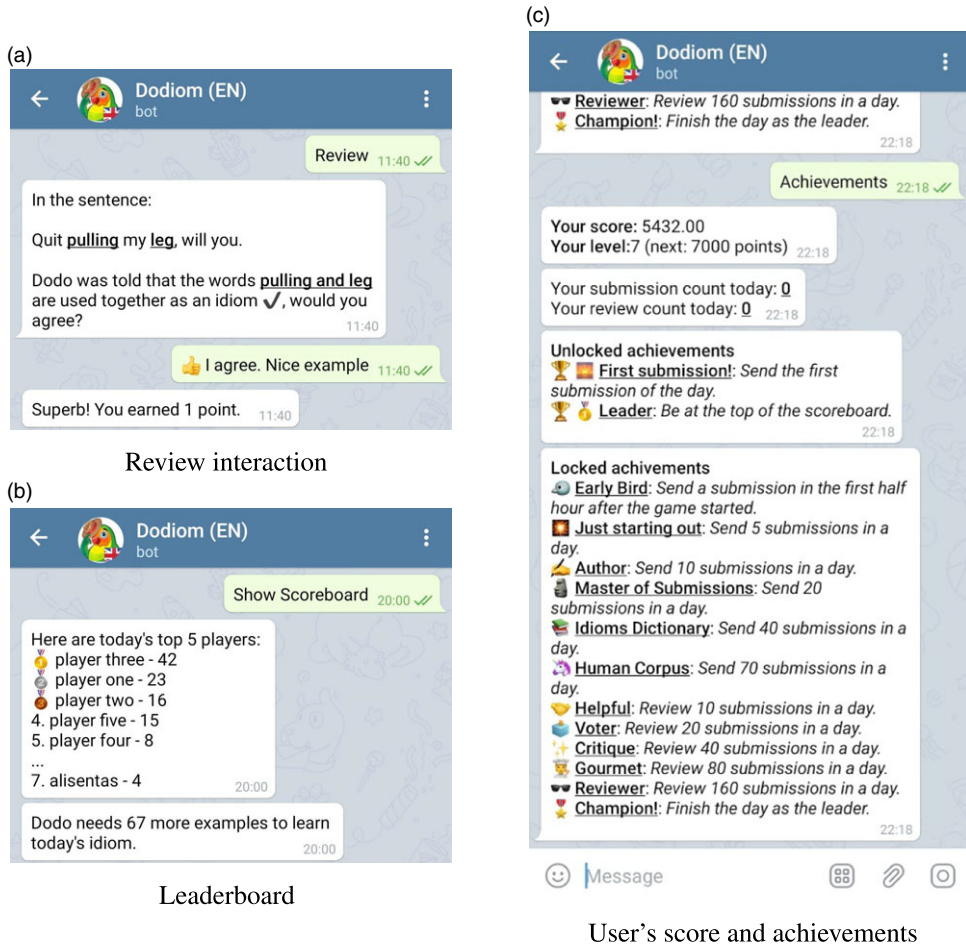 (a)
Dodiom (EN)
bot
Review 11:40
In the sentence:
Quit pulling my leg, will you.
Dodo was told that the words pulling and leg
are used together as an idiom ✓, would you
agree?
11:40
👍 I agree. Nice example 11:40
Superb! You earned 1 point. 11:40
Review interaction
(b)
Dodiom (EN)
bot
Show Scoreboard 20:00
Here are today's top 5 players:
🥇 player three - 42
🥈 player one - 23
🥉 player two - 16
4. player five - 15
5. player four - 8
...
7. alisentas - 4
20:00
Dodo needs 67 more examples to learn
today's idiom.
20:00
Leaderboard
(c)
Dodiom (EN)
bot
🕶 Reviewer: Review 160 submissions in a day.
🎖 Champion!: Finish the day as the leader.
22:18
Achievements 22:18
Your score: 5432.00
Your level:7 (next: 7000 points) 22:18
Your submission count today: 0
Your review count today: 0 22:18
Unlocked achievements
🏆 🌅 First submission!: Send the first
submission of the day.
🏆 🥇 Leader: Be at the top of the scoreboard.
22:18
Locked achievements
Early Bird: Send a submission in the first half
hour after the game started.
Just starting out: Send 5 submissions in a
day.
✍ Author: Send 10 submissions in a day.
🗿 Master of Submissions: Send 20
submissions in a day.
📚 Idioms Dictionary: Send 40 submissions in a
day.
🦄 Human Corpus: Send 70 submissions in a
day.
🤝 Helpful: Review 10 submissions in a day.
🗳 Voter: Review 20 submissions in a day.
✨ Critique: Review 40 submissions in a day.
👨‍🍳 Gourmet: Review 80 submissions in a day.
🕶 Reviewer: Review 160 submissions in a day.
🎖 Champion!: Finish the day as the leader.
22:18
Message
User's score and achievements